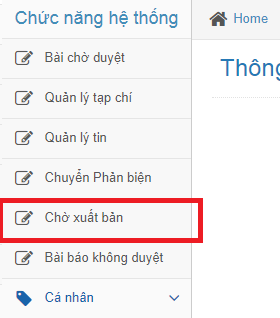 Chức năng hệ thống
Home
Bài chờ duyệt
Thông
Quản lý tạp chí
Quản lý tin
Chuyển Phản biện
Chờ xuất bản
Bài báo không duyệt
Cá nhân